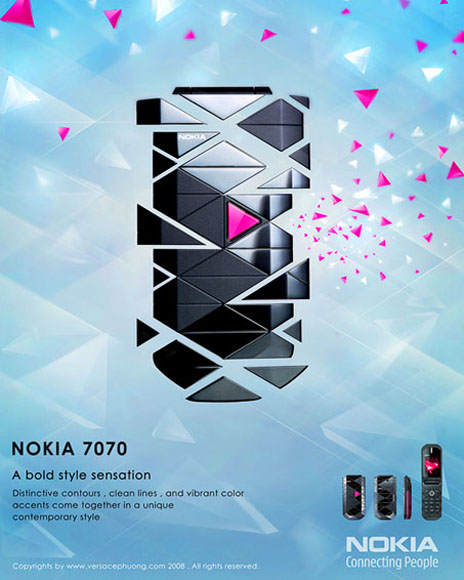 NOKIA
NOKIA 7070
A bold style sensation
Distinctive contours , clean lines , and vibrant color
accents come together in a unique
contemporary style
NOKIA
Connecting People
Copyrights by www.versacephuong.com 2008 . All rights reserved.